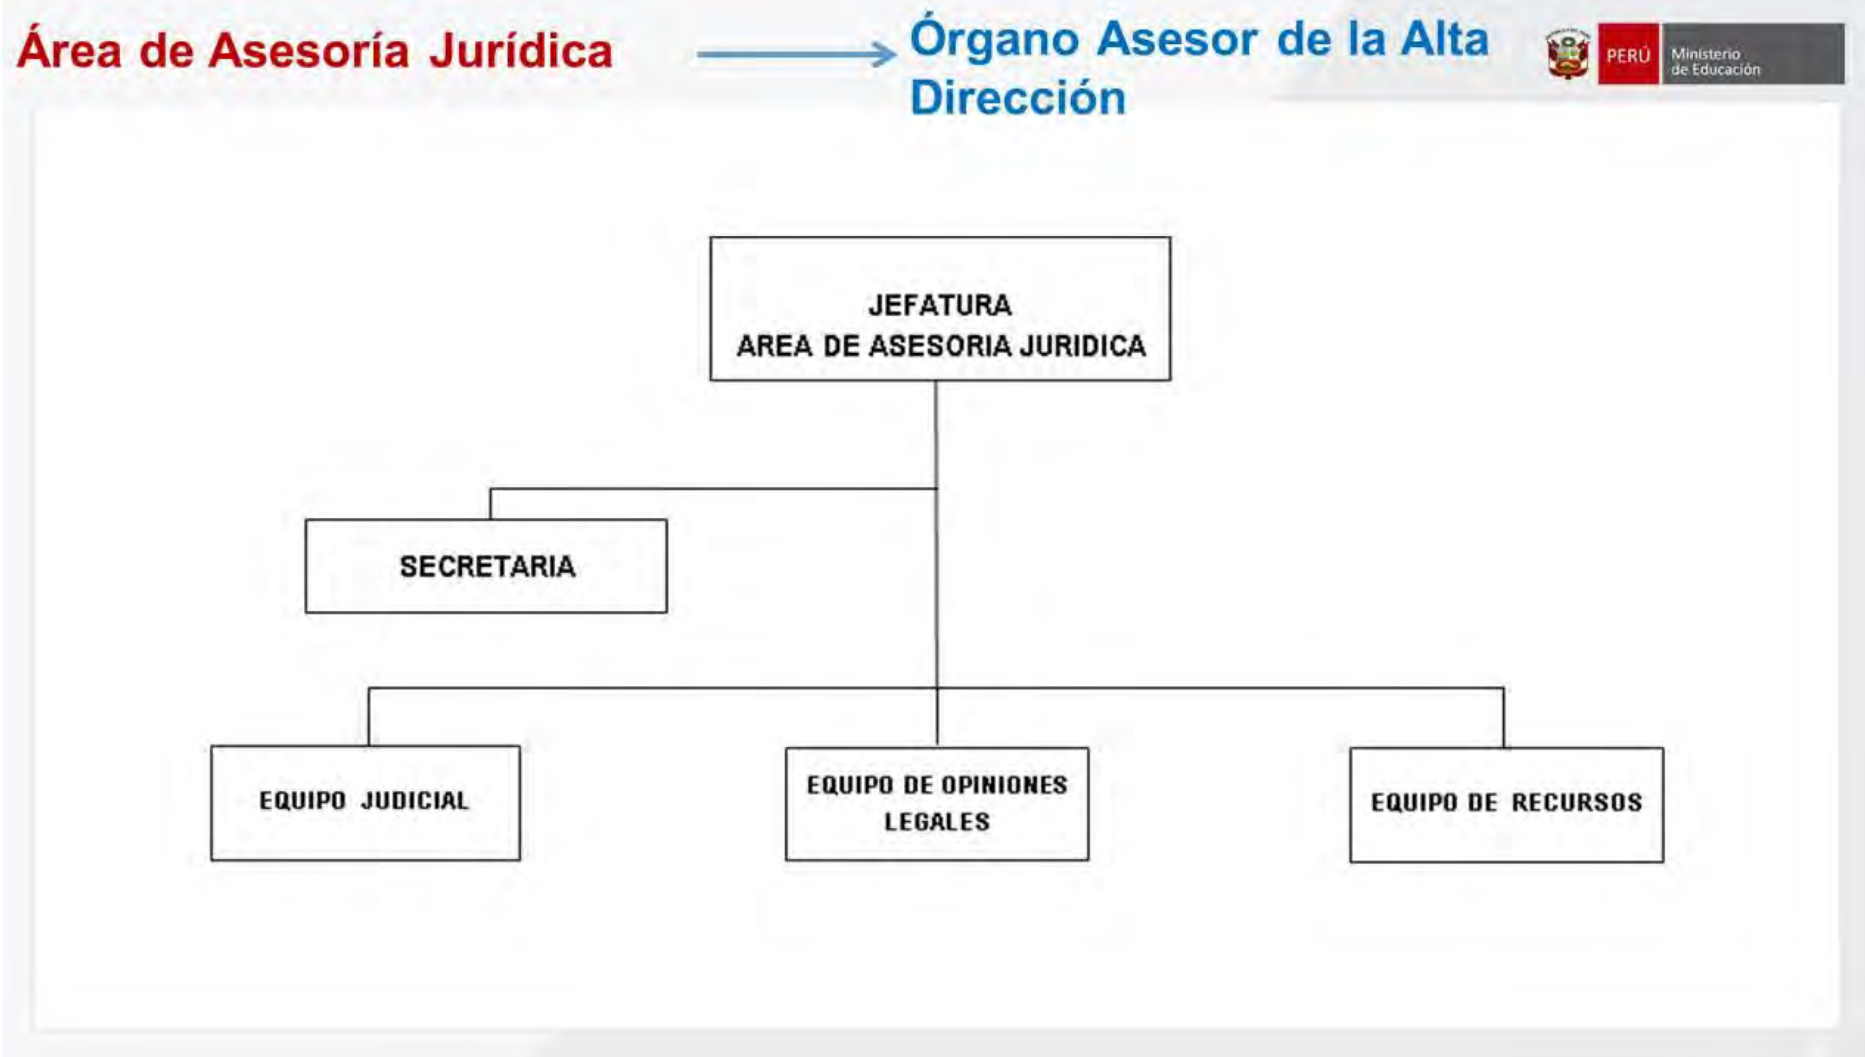 Área de Asesoría Jurídica
Órgano Asesor de la Alta
Dirección
PERÚ
Ministerio
de Educación
JEFATURA
AREA DE ASESORIA JURIDICA
SECRETARIA
EQUIPO JUDICIAL
EQUIPO DE OPINIONES
LEGALES
EQUIPO DE RECURSOS